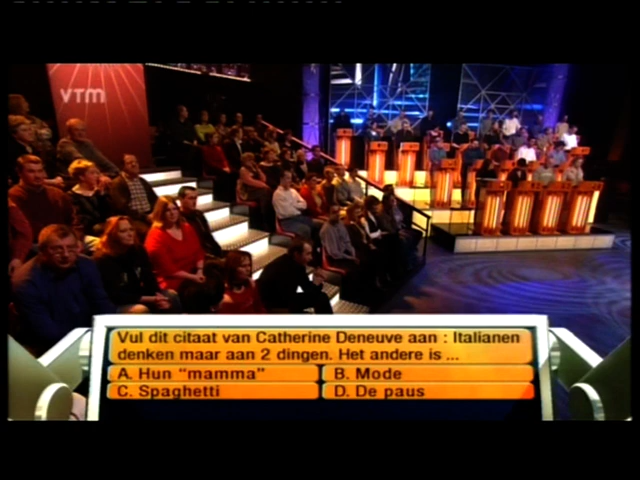 vtm
Vul dit citaat van Catherine Deneuve aan : Italianen
denken maar aan 2 dingen. Het andere is ...
A. Hun "mamma"
B. Mode
C. Spaghetti
D. De paus